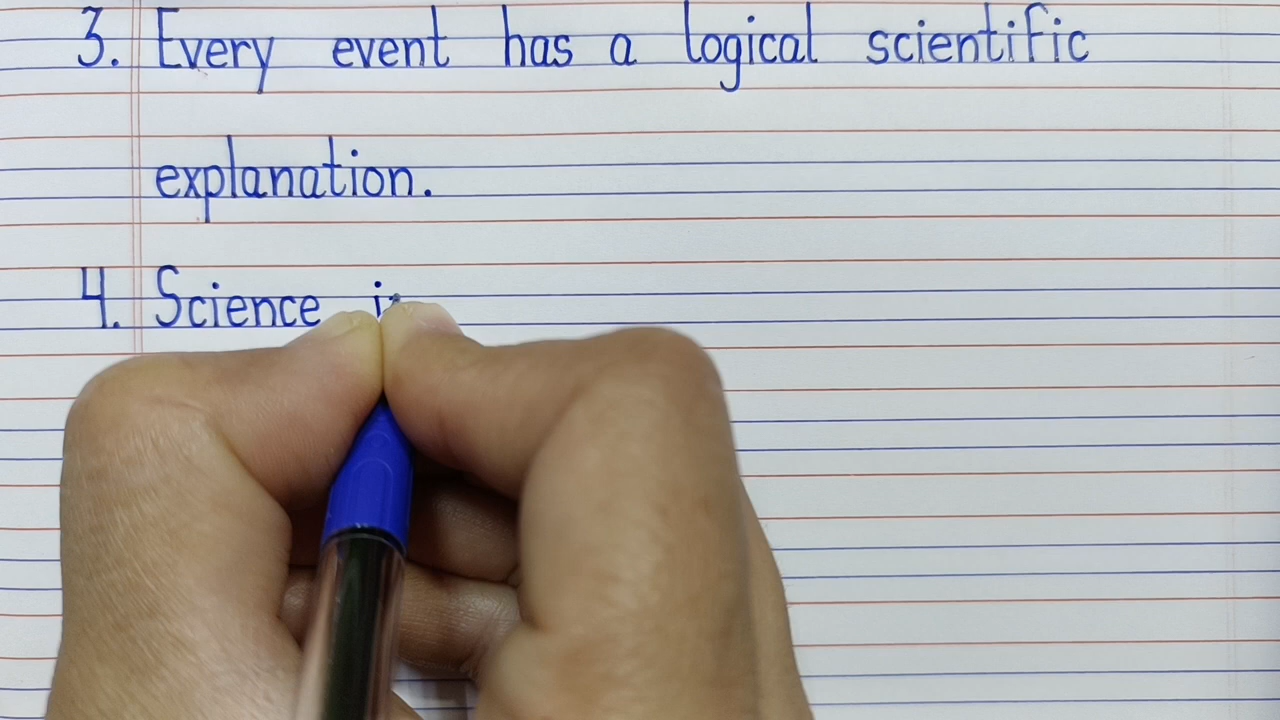 3. Every event has a logical scientific
explanation.
4. Science